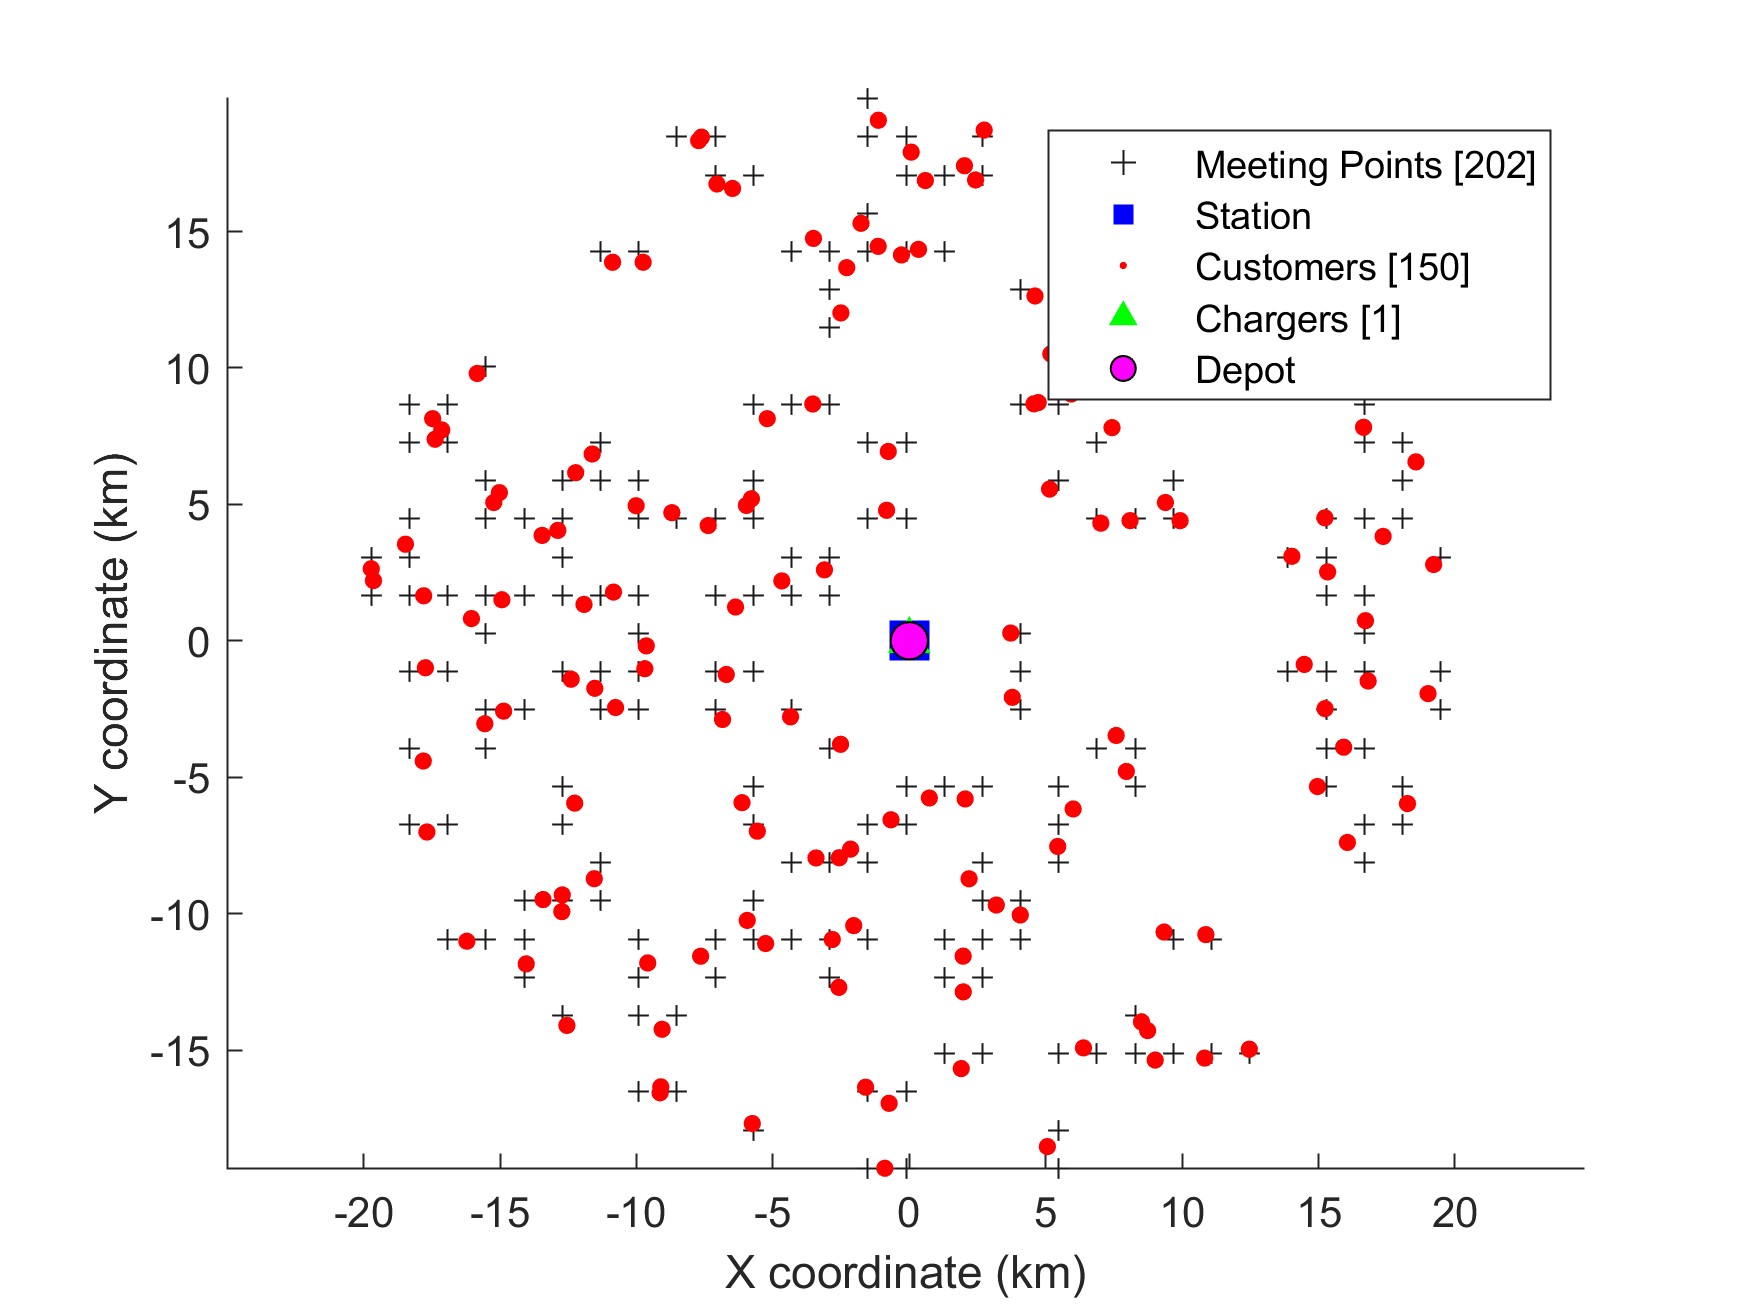 Meeting Points [202]
Station
Customers [150]
Chargers [1]
Depot
15
10
5
0
-5
-10
-15
Y coordinate (km)
-20 -15 -10 -5 0 5 10 15 20
X coordinate (km)